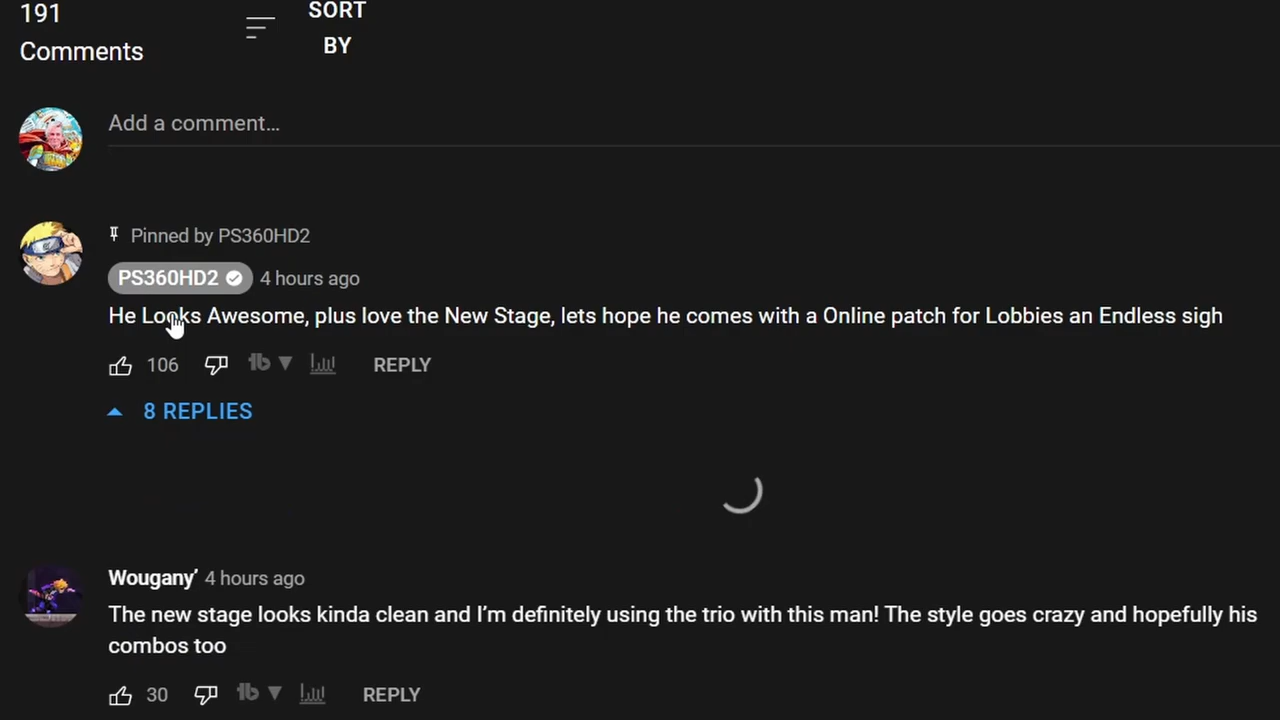 191
Comments
SORT
BY
Add a comment...
Pinned by PS360HD2
PS360HD2 4 hours ago
He Looks Awesome, plus love the New Stage, lets hope he comes with a Online patch for Lobbies an Endless sigh
106 REPLY
8 REPLIES
Wougany' 4 hours ago
The new stage looks kinda clean and I'm definitely using the trio with this man! The style goes crazy and hopefully his
combos too
30 REPLY